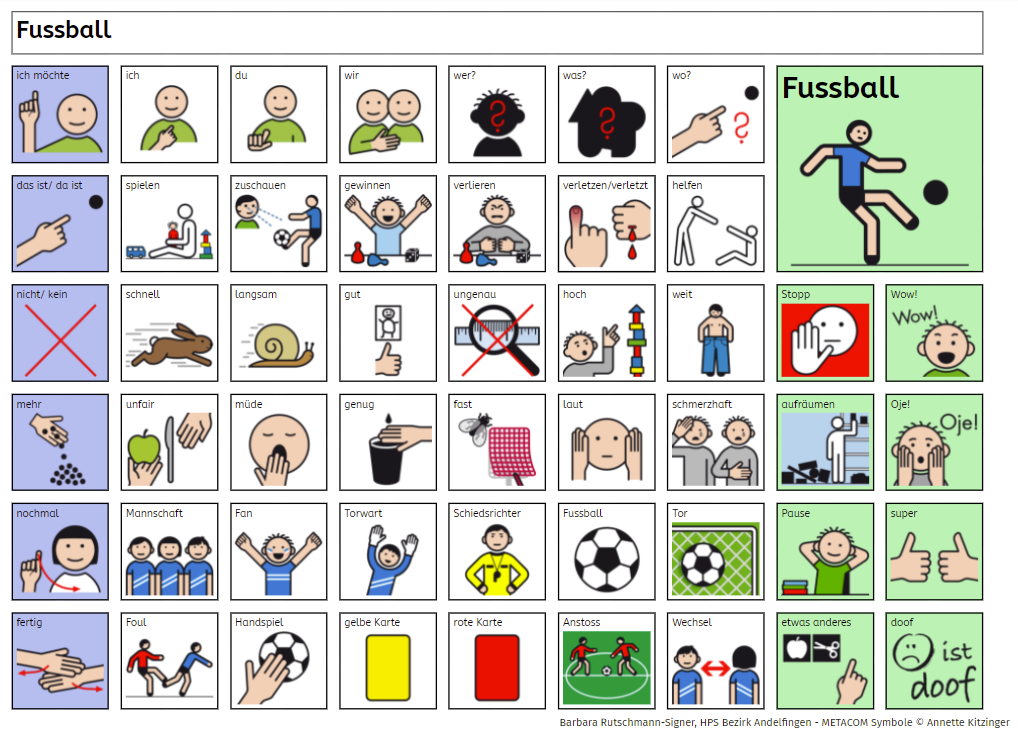 Fussball
ich möchte
ich
du
wir
wer?
was?
wo?
Fussball
das ist/ da ist
spielen
zuschauen
gewinnen
verlieren
verletzen/verletzt
helfen
nicht/ kein
schnell
langsam
gut
ungenau
hoch
weit
Stopp
Wow!
Wow!
mehr
unfair
müde
genug
fast
laut
schmerzhaft
aufräumen
Oje!
Oje!
nochmal
Mannschaft
Fan
Torwart
Schiedsrichter
Fussball
Tor
Pause
super
fertig
Foul
Handspiel
gelbe Karte
rote Karte
Anstoss
Wechsel
etwas anderes
doof
ist
doof
Barbara Rutschmann-Signer, HPS Bezirk Andelfingen - METACOM Symbole © Annette Kitzinger